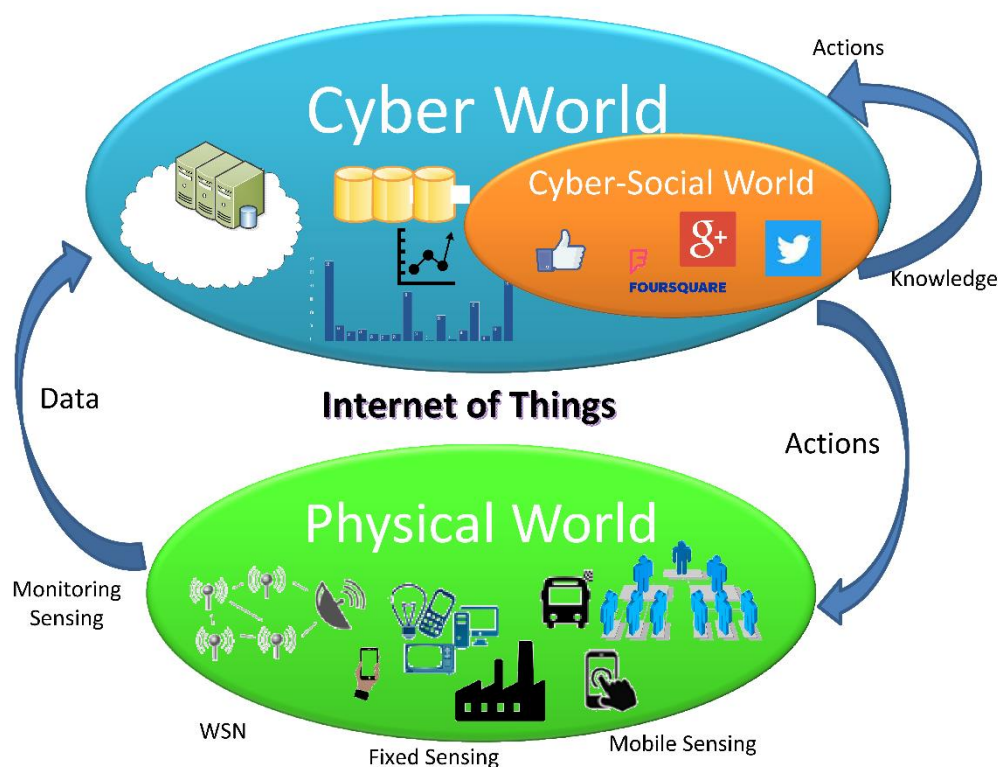 Actions
Cyber World
Cyber-Social World
g+
FOURSQUARE
Knowledge
Data
Internet of Things
Actions
Physical World
Monitoring
Sensing
WSN
Fixed Sensing
Mobile Sensing